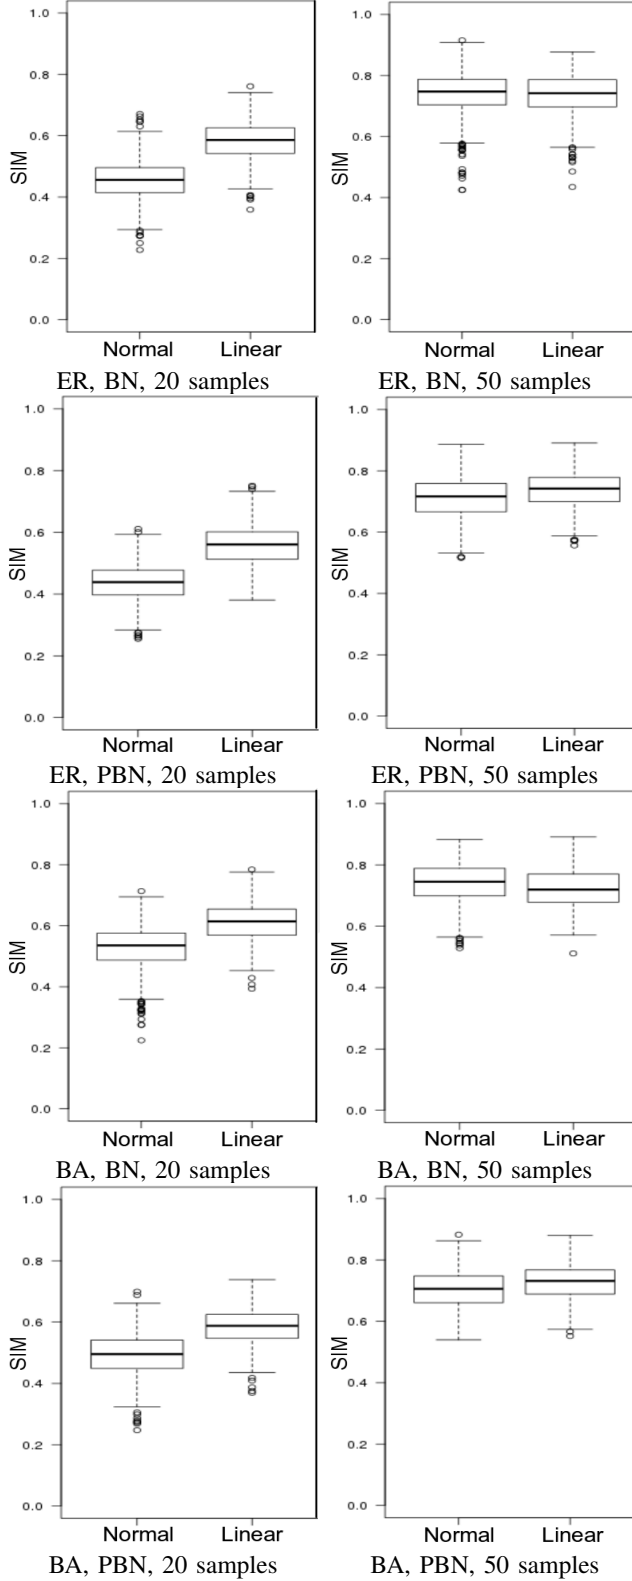 1.0
0.8
0.6
0.4
0.2
0.0
SIM
Normal Linear
ER, BN, 20 samples
1.0
0.8
0.6
0.4
0.2
0.0
SIM
Normal Linear
ER, BN, 50 samples
1.0
0.8
0.6
0.4
0.2
0.0
SIM
Normal Linear
ER, PBN, 20 samples
1.0
0.8
0.6
0.4
0.2
0.0
SIM
Normal Linear
ER, PBN, 50 samples
1.0
0.8
0.6
0.4
0.2
0.0
SIM
Normal Linear
BA, BN, 20 samples
1.0
0.8
0.6
0.4
0.2
0.0
SIM
Normal Linear
BA, BN, 50 samples
1.0
0.8
0.6
0.4
0.2
0.0
SIM
Normal Linear
BA, PBN, 20 samples
1.0
0.8
0.6
0.4
0.2
0.0
SIM
Normal Linear
BA, PBN, 50 samples